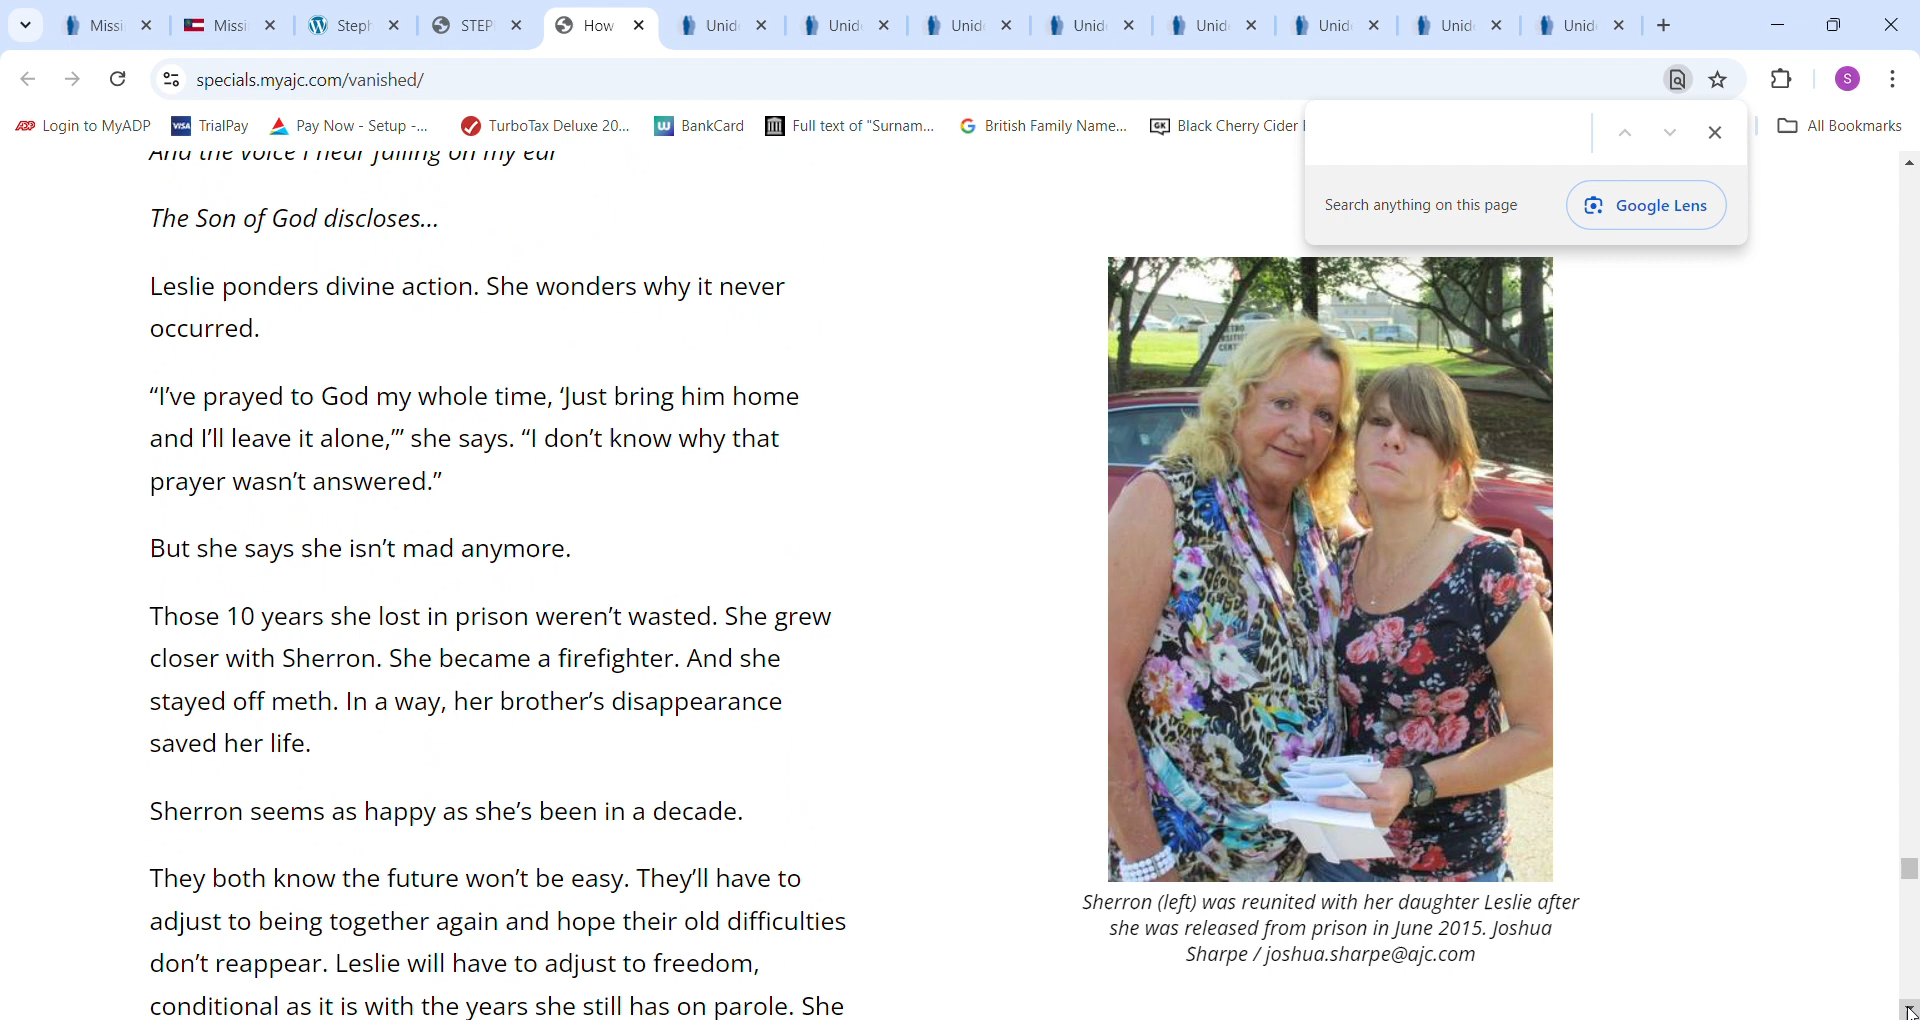 Missi
Missi
Steph
STEP
How
Unid
Unid
Unid
Unid
Unid
Unid
Unid
Unid
specials.myajc.com/vanished/
S
ADP Login to MyADP
VISA TrialPay
Pay Now - Setup -...
TurboTax Deluxe 20...
BankCard
Full text of "Surnam...
British Family Name...
GK Black Cherry Cider
All Bookmarks
Search anything on this page
Google Lens
And the voice I hear falling on my ear
The Son of God discloses...
Leslie ponders divine action. She wonders why it never
occurred.
“I’ve prayed to God my whole time, ‘Just bring him home
and I’ll leave it alone,’” she says. “I don’t know why that
prayer wasn’t answered.”
But she says she isn’t mad anymore.
Those 10 years she lost in prison weren’t wasted. She grew
closer with Sherron. She became a firefighter. And she
stayed off meth. In a way, her brother’s disappearance
saved her life.
Sherron seems as happy as she’s been in a decade.
They both know the future won’t be easy. They’ll have to
adjust to being together again and hope their old difficulties
don’t reappear. Leslie will have to adjust to freedom,
conditional as it is with the years she still has on parole. She
Sherron (left) was reunited with her daughter Leslie after
she was released from prison in June 2015. Joshua
Sharpe / joshua.sharpe@ajc.com